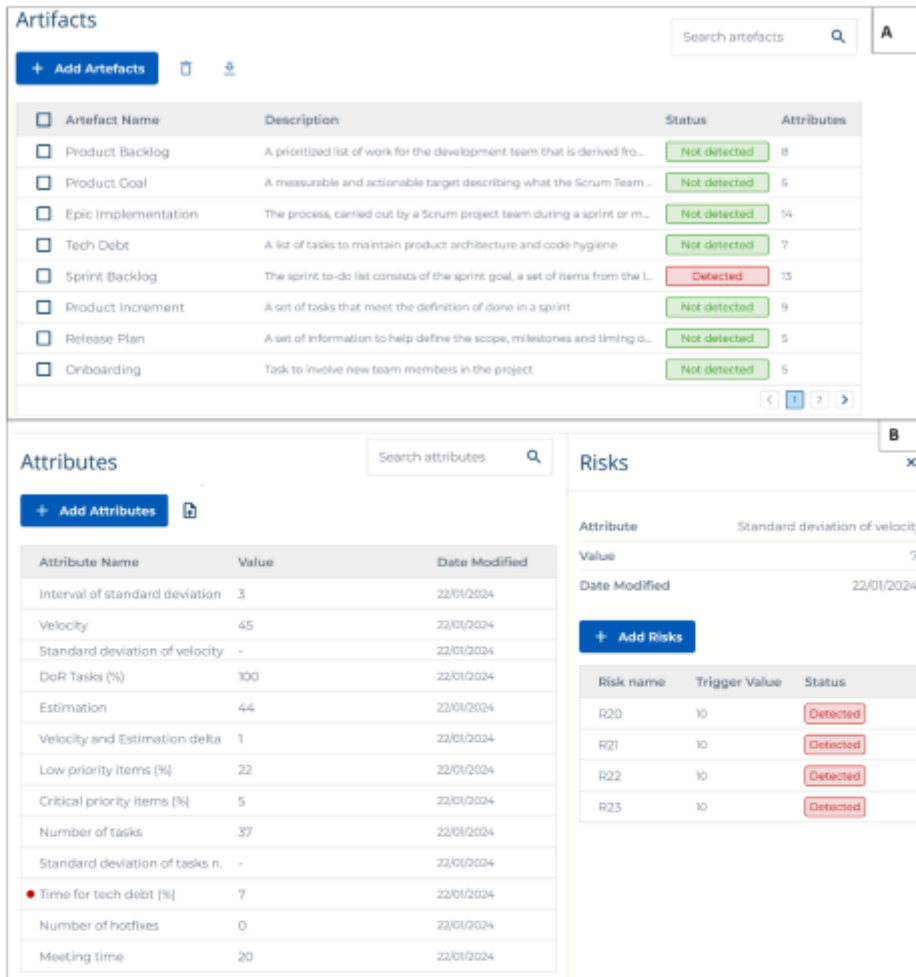 Artifacts
Search artefacts
A
+ Add Artefacts
Artefact Name Description Status Attributes
Product Backlog A prioritized list of work for the development team that is derived fro... Not detected 8
Product Goal A measurable and actionable target describing what the Scrum Team... Not detected 5
Epic Implementation The process, carried out by a Scrum project team during a sprint or m... Not detected 14
Tech Debt A list of tasks to maintain product architecture and code hygiene Not detected 7
Sprint Backlog The sprint to-do list consists of the sprint goal, a set of items from the l... Detected 13
Product Increment A set of tasks that meet the definition of done in a sprint Not detected 9
Release Plan A set of information to help define the scope, milestones and timing o... Not detected 5
Onboarding Task to involve new team members in the project Not detected 5
< 1 2 >
B
Attributes
Search attributes
+ Add Attributes
Attribute Name Value Date Modified
Interval of standard deviation 3 22/01/2024
Velocity 45 22/01/2024
Standard deviation of velocity - 22/01/2024
DoR Tasks (%) 100 22/01/2024
Estimation 44 22/01/2024
Velocity and Estimation delta 1 22/01/2024
Low priority items (%) 22 22/01/2024
Critical priority items (%) 5 22/01/2024
Number of tasks 37 22/01/2024
Standard deviation of tasks n. - 22/01/2024
Time for tech debt (%) 7 22/01/2024
Number of hotfixes 0 22/01/2024
Meeting time 20 22/01/2024
Risks
×
Attribute Standard deviation of velocity
Value
Date Modified 22/01/2024
+ Add Risks
Risk name Trigger Value Status
R20 10 Detected
R21 10 Detected
R22 10 Detected
R23 10 Detected